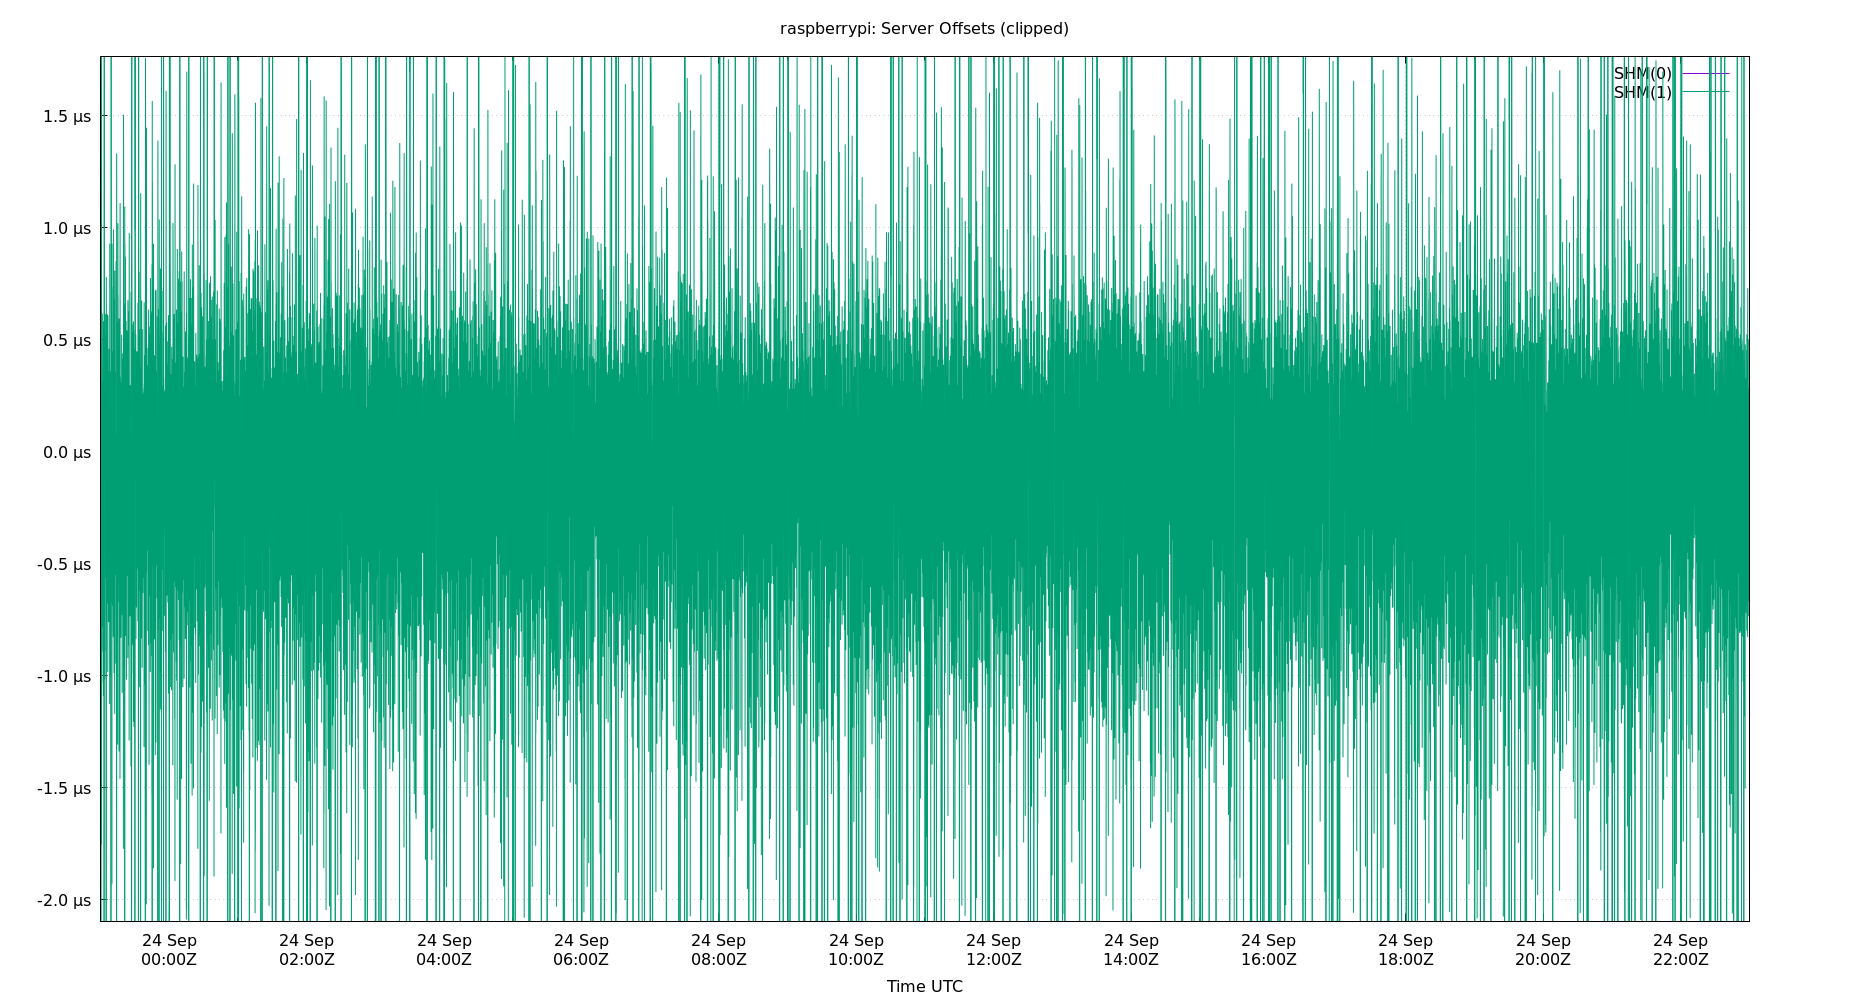 raspberrypi: Server Offsets (clipped)
SHM(0)
SHM(1)
1.5 µs
1.0 µs
0.5 µs
0.0 µs
-0.5 µs
-1.0 µs
-1.5 µs
-2.0 µs
24 Sep 24 Sep 24 Sep 24 Sep 24 Sep 24 Sep 24 Sep 24 Sep 24 Sep 24 Sep 24 Sep 24 Sep
00:00Z 02:00Z 04:00Z 06:00Z 08:00Z 10:00Z 12:00Z 14:00Z 16:00Z 18:00Z 20:00Z 22:00Z
Time UTC